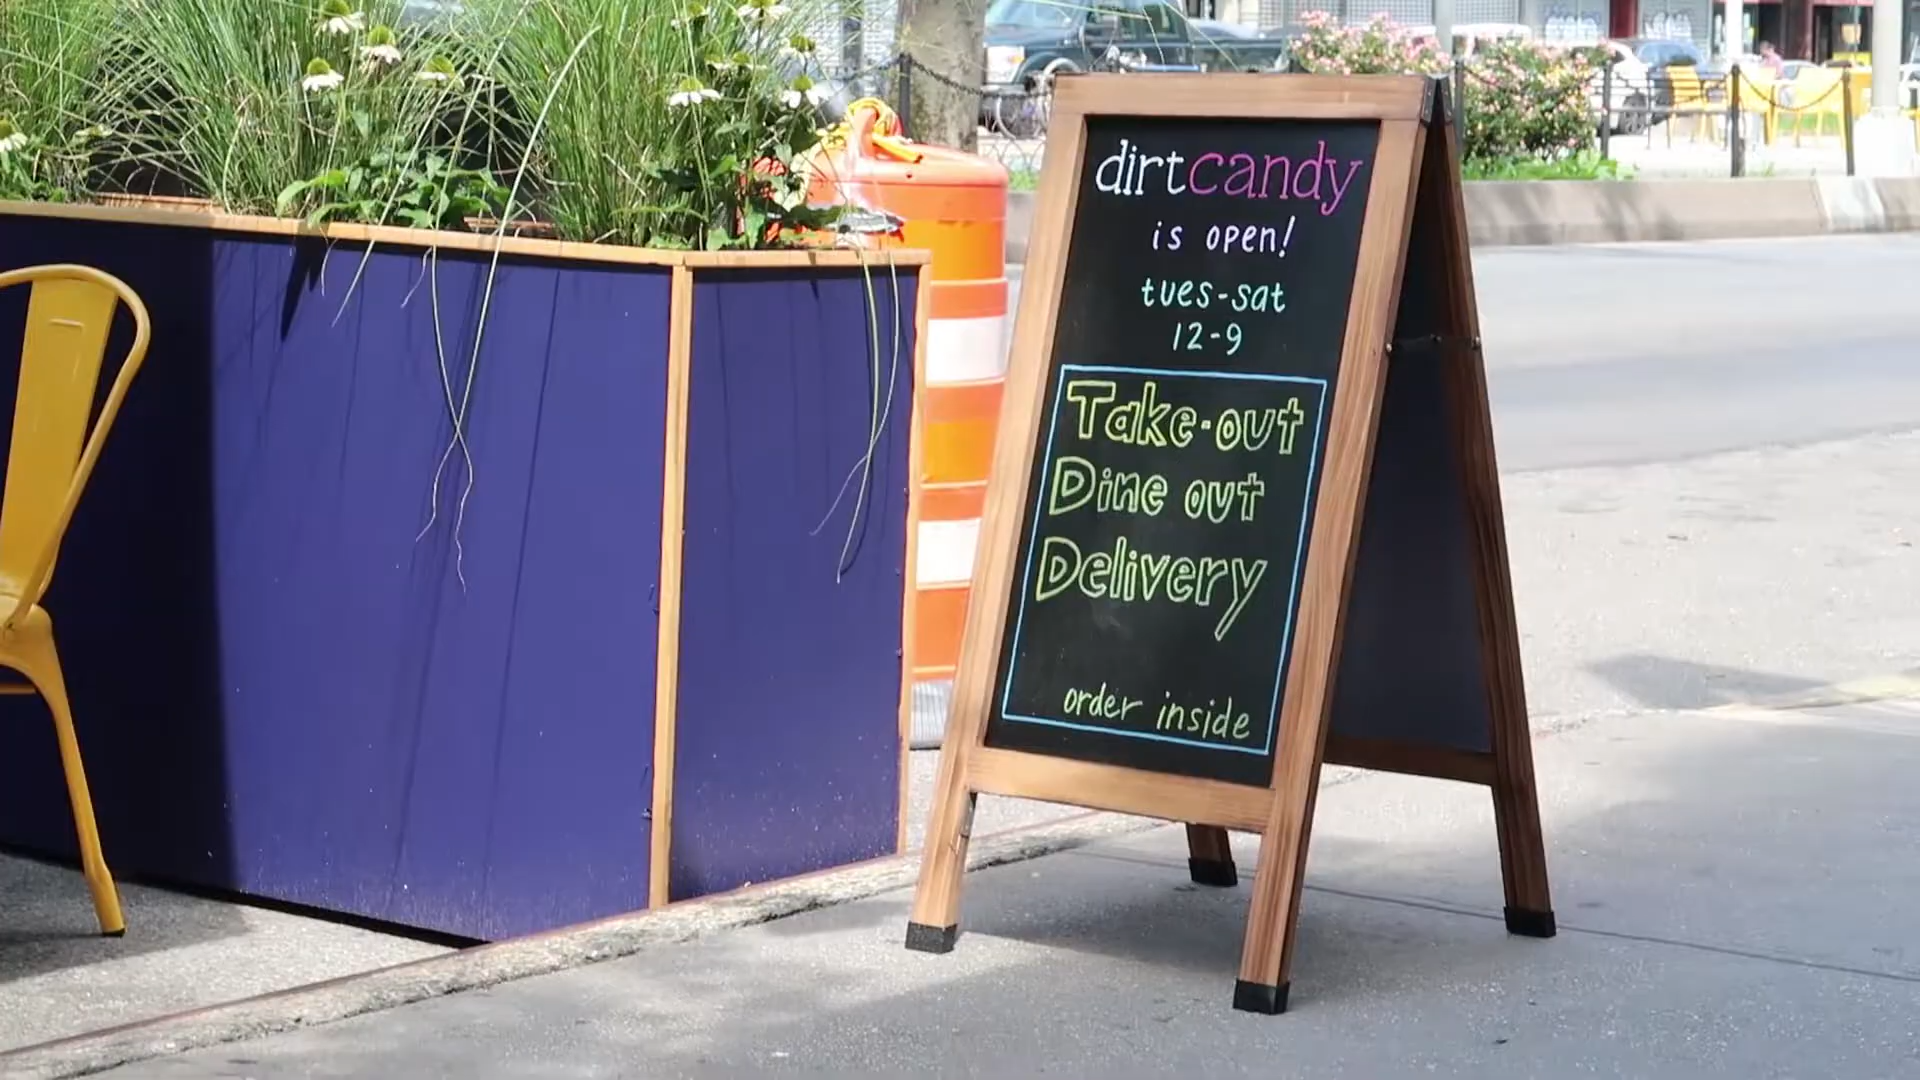 dirtcandy
is open!
tues-sat
12-9
Take-out
Dine out
Delivery
order inside